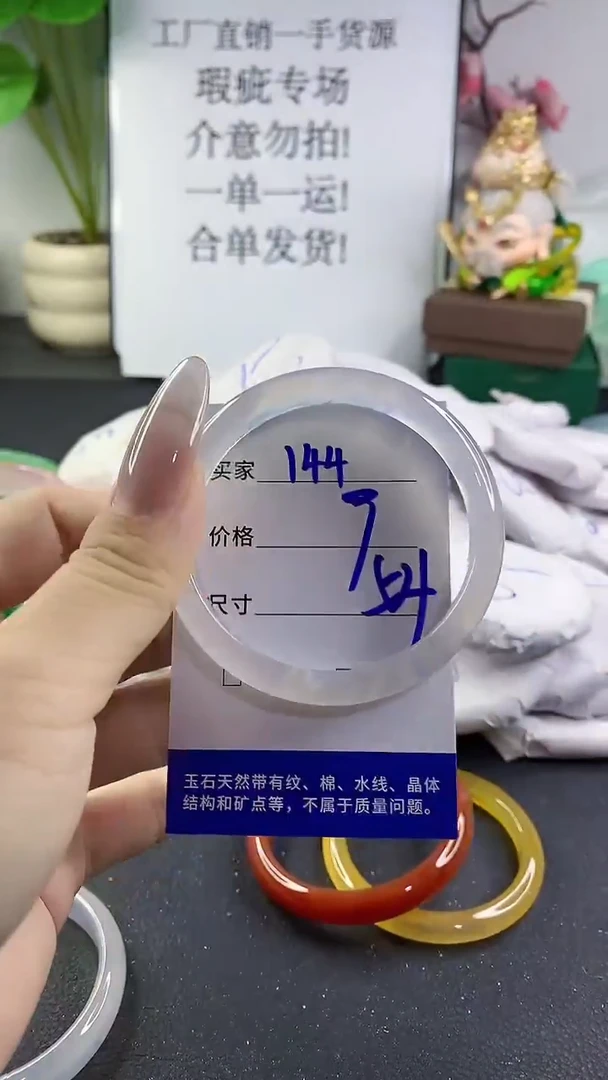 工厂直销一手货源
瑕疵专场
介意勿拍!
一单一运!
合单发货!
买家 144
价格 7
尺寸 54
玉石天然带有纹、棉、水线、晶体
结构和矿点等，不属于质量问题。